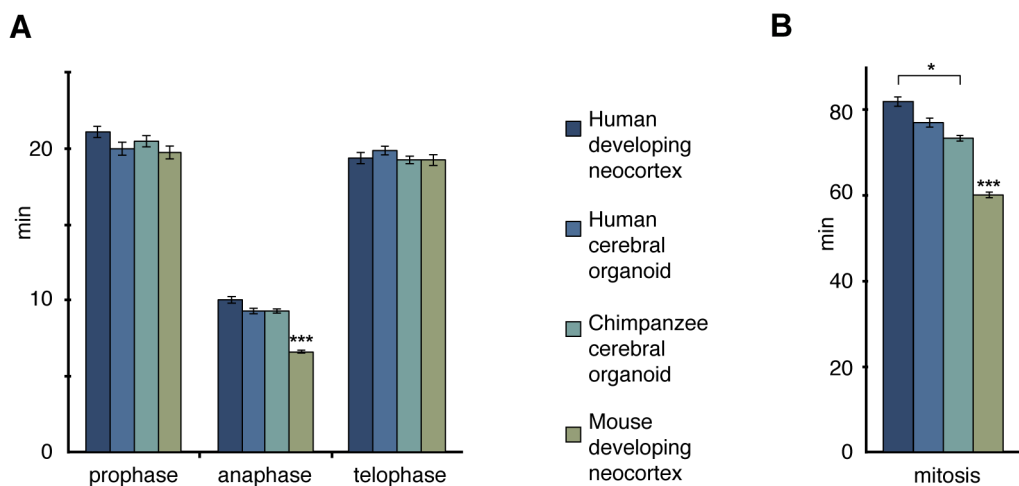 A
min
20
10
0
prophase
anaphase
telophase
***
Human
developing
neocortex
Human
cerebral
organoid
Chimpanzee
cerebral
organoid
Mouse
developing
neocortex
B
*
***
min
80
60
40
20
0
mitosis